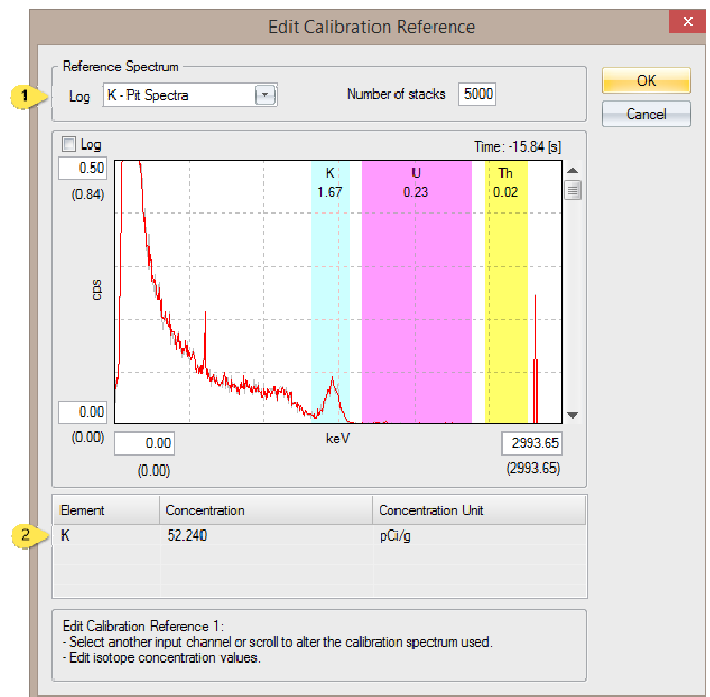 Edit Calibration Reference
×
Reference Spectrum
1
Log K - Pit Spectra Number of stacks 5000
OK
Cancel
Log Time: -15.84 [s]
0.50
(0.84)
K U Th
1.67 0.23 0.02
cps
0.00
(0.00)
0.00 keV 2993.65
(0.00) (2993.65)
Element Concentration Concentration Unit
2
K 52.240 pCi/g
Edit Calibration Reference 1:
- Select another input channel or scroll to alter the calibration spectrum used.
- Edit isotope concentration values.